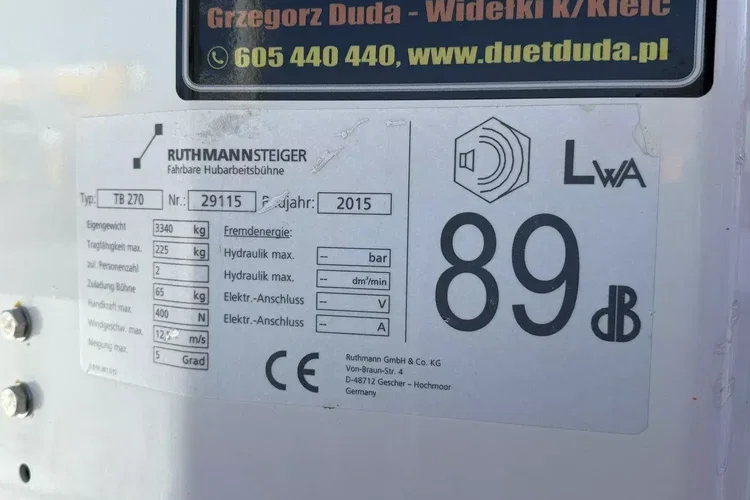 Grzegorz Duda - Widełki k/Kielc
605 440 440, www.duetduda.pl
RUTHMANNSTEIGER
Fahrbare Hubarbeitsbühne
Typ: TB 270 Nr.: 29115 Baujahr: 2015
Eigengewicht 3340 kg
Tragfähigkeit max. 225 kg
zul. Personenzahl 2
Zuladung Bühne 65 kg
Handkraft max. 400 N
Windgeschw. max. 12,5 m/s
Neigung max. 5 Grad
Fremdenergie:
Hydraulik max. -- bar
Hydraulik max. -- dm³/min
Elektr.-Anschluss -- V
Elektr.-Anschluss -- A
CE
Ruthmann GmbH & Co. KG
Von-Braun-Str. 4
D-48712 Gescher - Hochmoor
Germany
LWA
89 dB